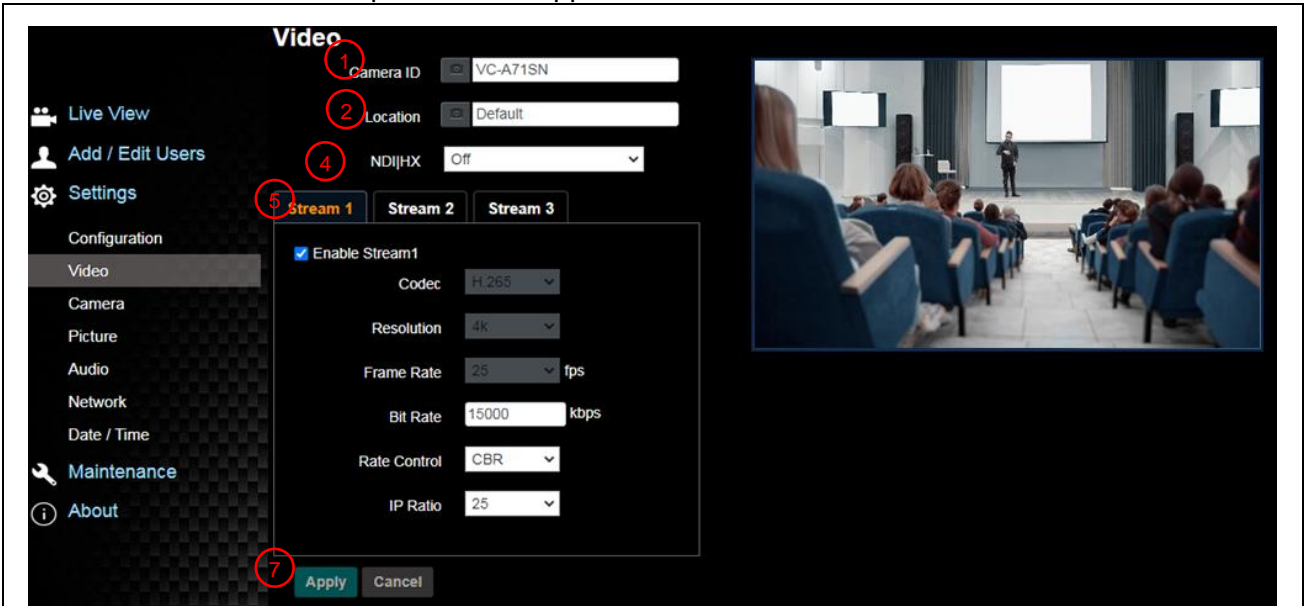 Video
1 Camera ID VC-A71SN
2 Location Default
4 NDI|HX Off
5 Stream 1 Stream 2 Stream 3
Enable Stream1
Codec H.265
Resolution 4k
Frame Rate 25 fps
Bit Rate 15000 kbps
Rate Control CBR
IP Ratio 25
7 Apply Cancel
Live View
Add / Edit Users
Settings
Configuration
Video
Camera
Picture
Audio
Network
Date / Time
Maintenance
About